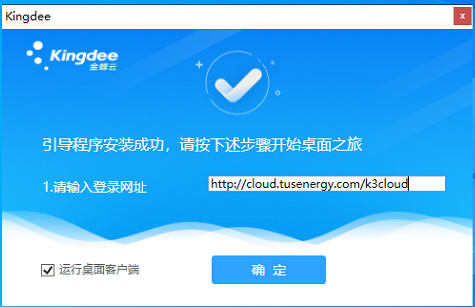 Kingdee
x
Kingdee
金蝶云
引导程序安装成功，请按下述步骤开始桌面之旅
1.请输入登录网址
http://cloud.tusenergy.com/k3cloud
运行桌面客户端
确 定